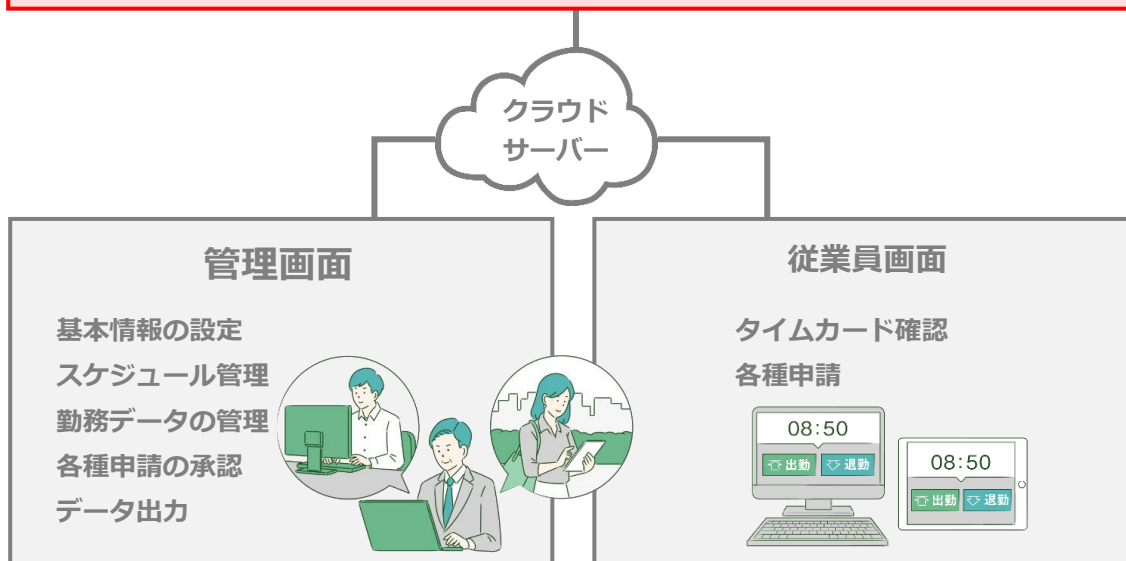 クラウド
サーバー
管理画面
基本情報の設定
スケジュール管理
勤務データの管理
各種申請の承認
データ出力
従業員画面
タイムカード確認
各種申請
08:50
出勤 退勤
08:50
出勤 退勤